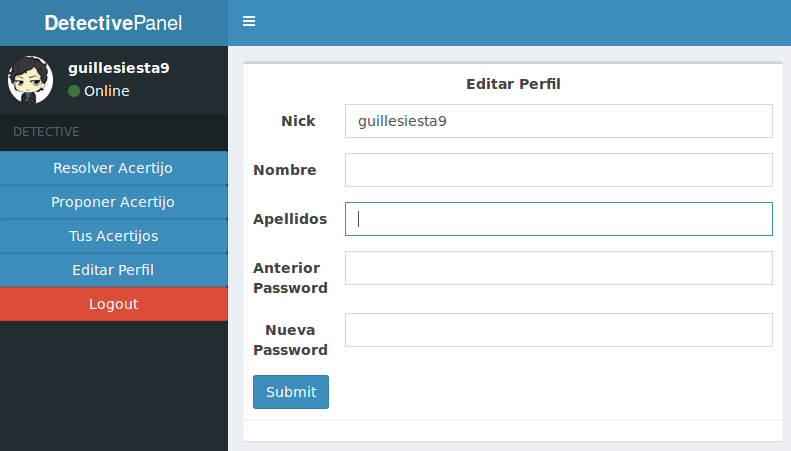 DetectivePanel
guillesiesta9
Online
DETECTIVE
Resolver Acertijo
Proponer Acertijo
Tus Acertijos
Editar Perfil
Logout
Editar Perfil
Nick
guillesiesta9
Nombre
Apellidos
Anterior
Password
Nueva
Password
Submit